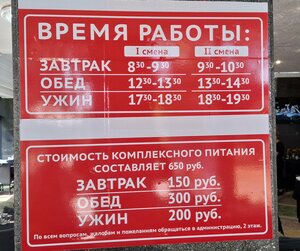 ВРЕМЯ РАБОТЫ:
I смена II смена
ЗАВТРАК 8³⁰-9³⁰ 9³⁰-10³⁰
ОБЕД 12³⁰-13³⁰ 13³⁰-14³⁰
УЖИН 17³⁰-18³⁰ 18³⁰-19³⁰
СТОИМОСТЬ КОМПЛЕКСНОГО ПИТАНИЯ
СОСТАВЛЯЕТ 650 руб.
ЗАВТРАК - 150 руб.
ОБЕД - 300 руб.
УЖИН - 200 руб.
По всем вопросам, жалобам и пожеланиям обращаться в администрацию, 2 этаж.